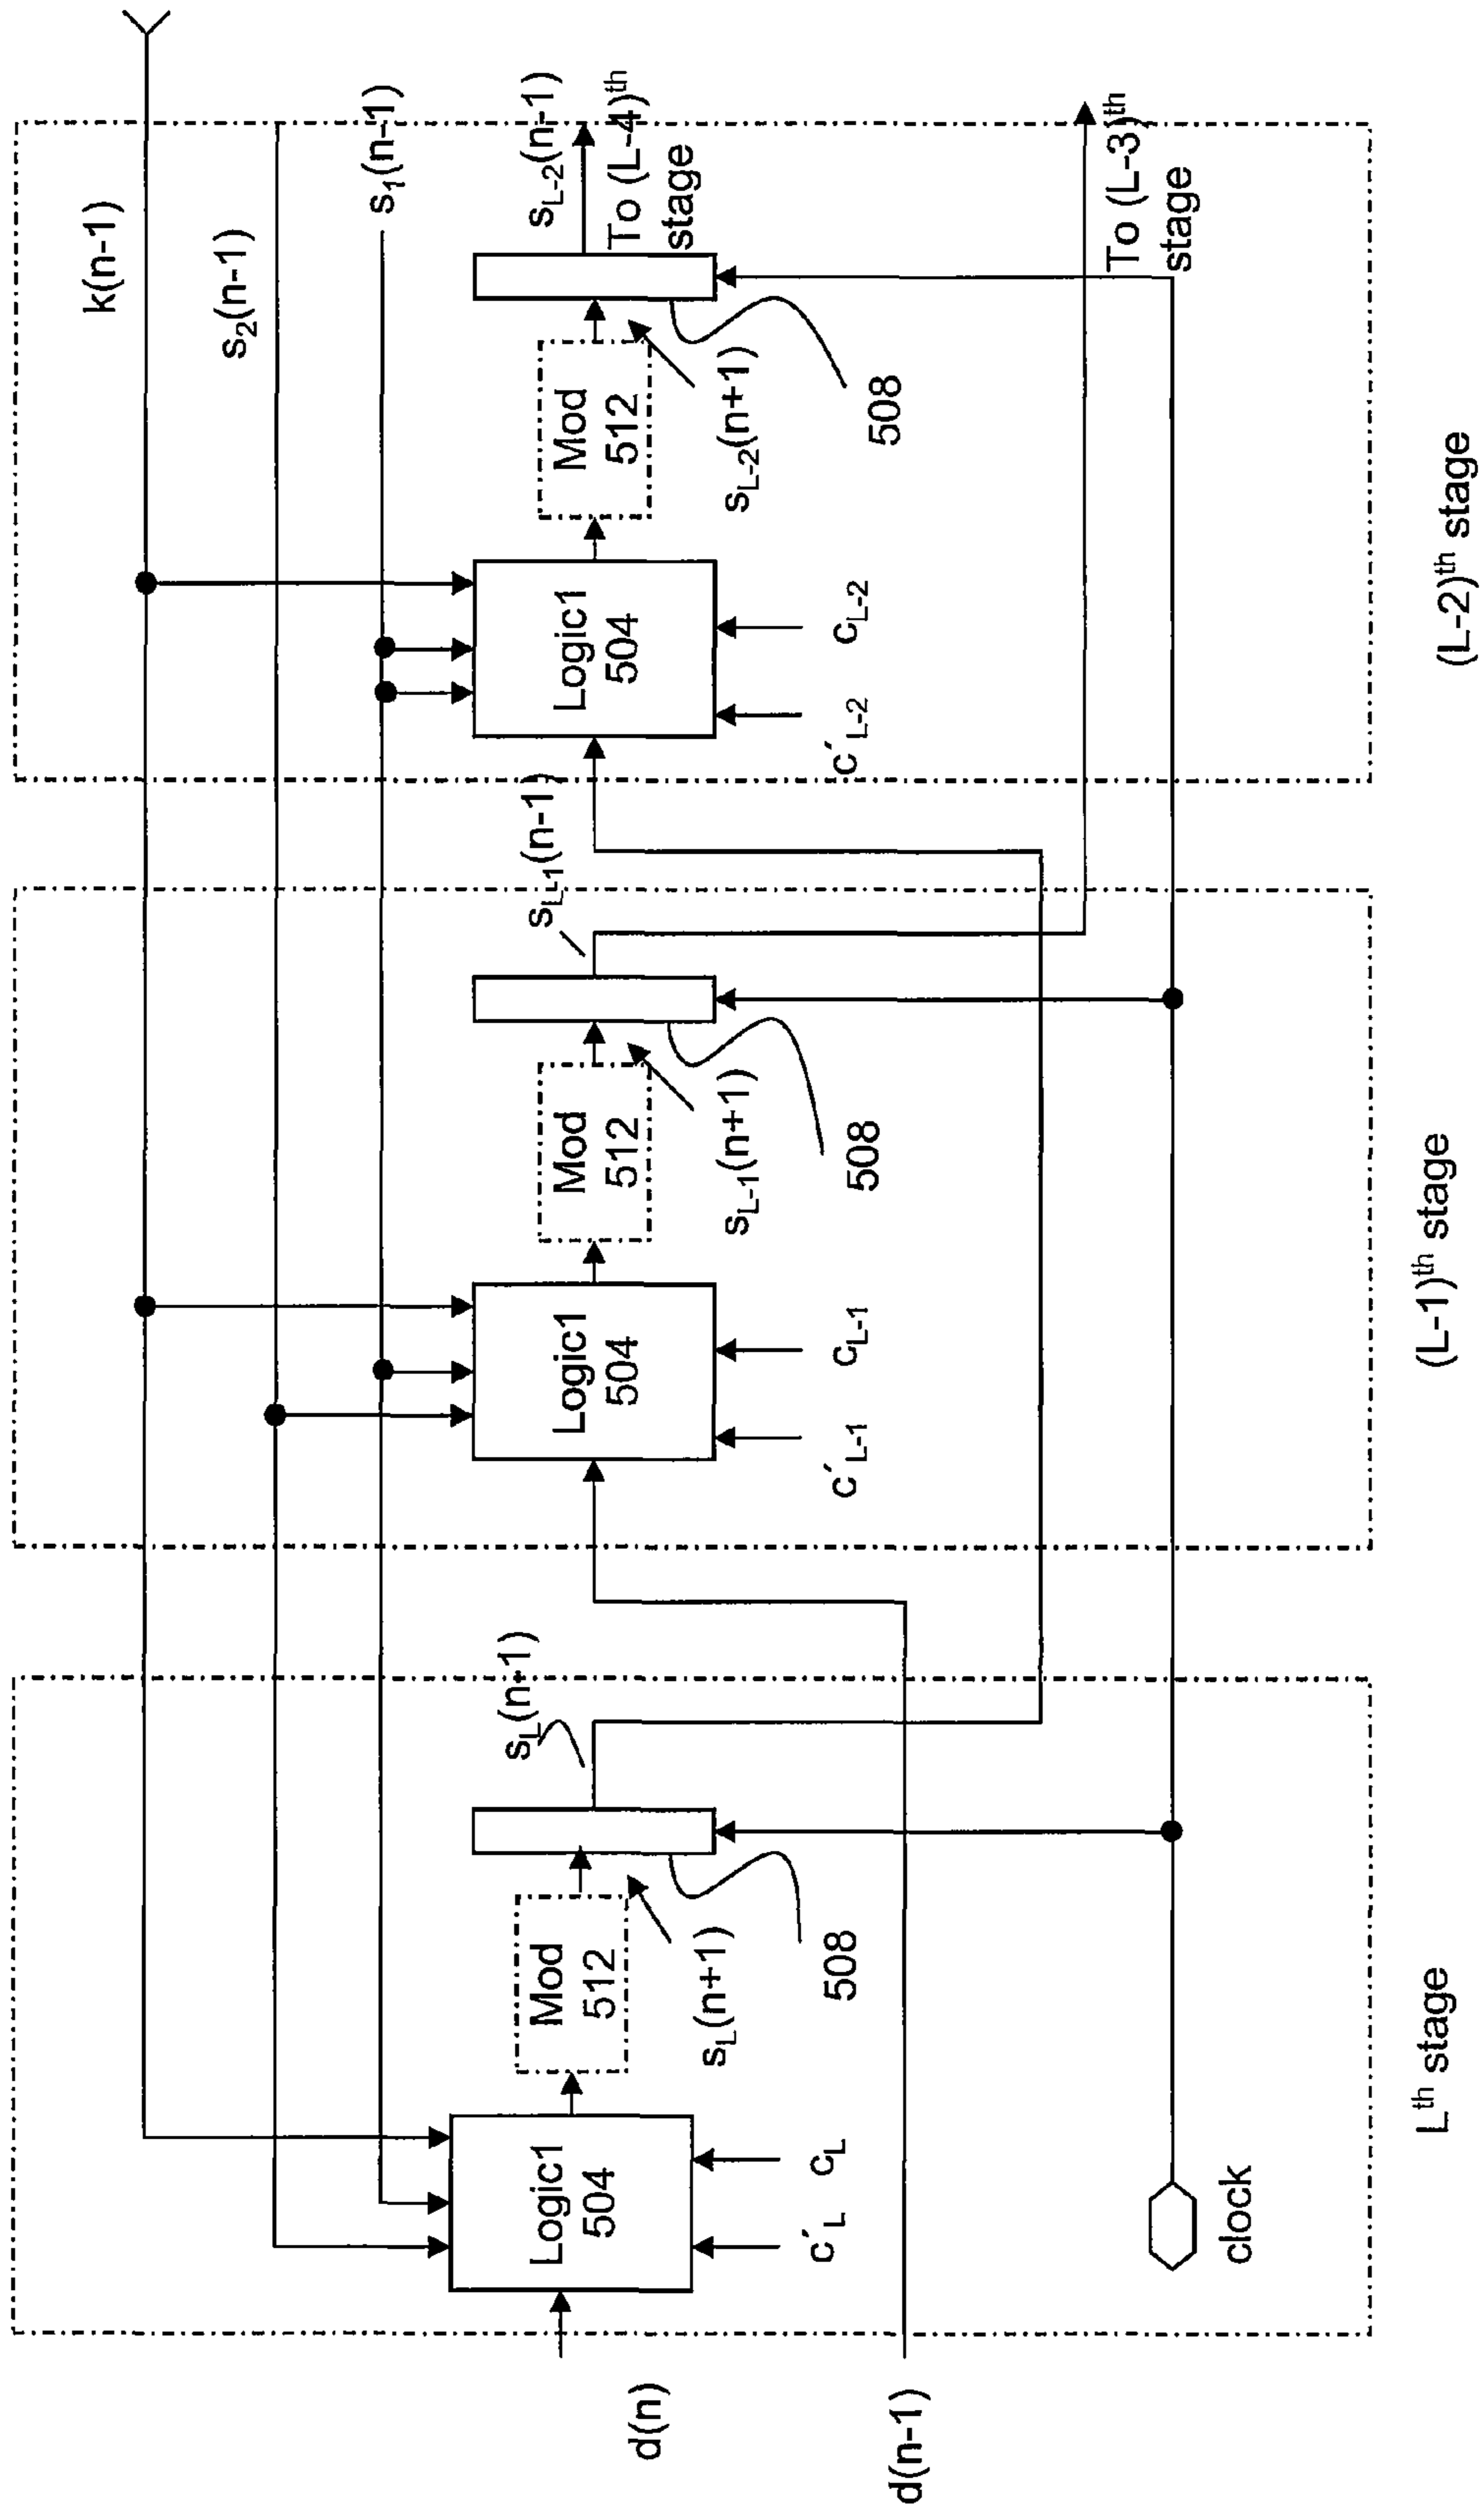 k(n-1)
s₂(n-1)
s₁(n-1)
d(n)
d(n-1)
Logic1
504
c′L
cL
Mod
512
sL(n+1)
508
sL(n+1)
clock
Lᵗʰ stage
Logic1
504
c′L-1
cL-1
Mod
512
sL-1(n+1)
508
sL-1(n-1)
(L-1)ᵗʰ stage
Logic1
504
c′L-2
cL-2
Mod
512
sL-2(n+1)
508
sL-2(n-1)
To (L-4)ᵗʰ
stage
To (L-3)ᵗʰ
stage
(L-2)ᵗʰ stage